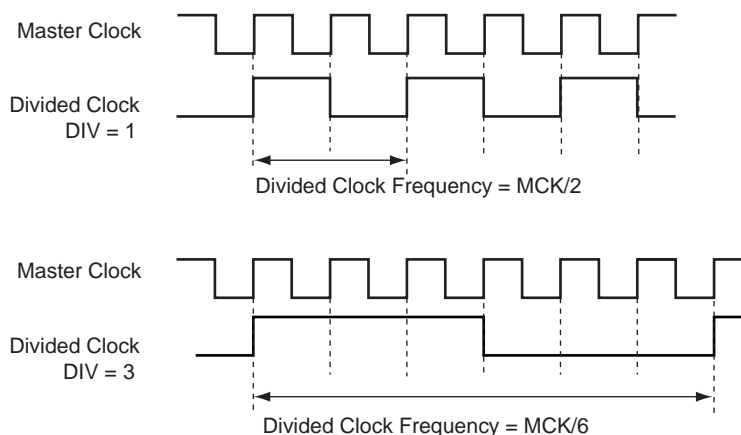 Master Clock
Divided Clock
DIV = 1
Divided Clock Frequency = MCK/2
Master Clock
Divided Clock
DIV = 3
Divided Clock Frequency = MCK/6